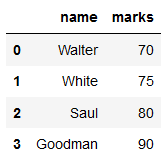 name marks
0 Walter 70
1 White 75
2 Saul 80
3 Goodman 90